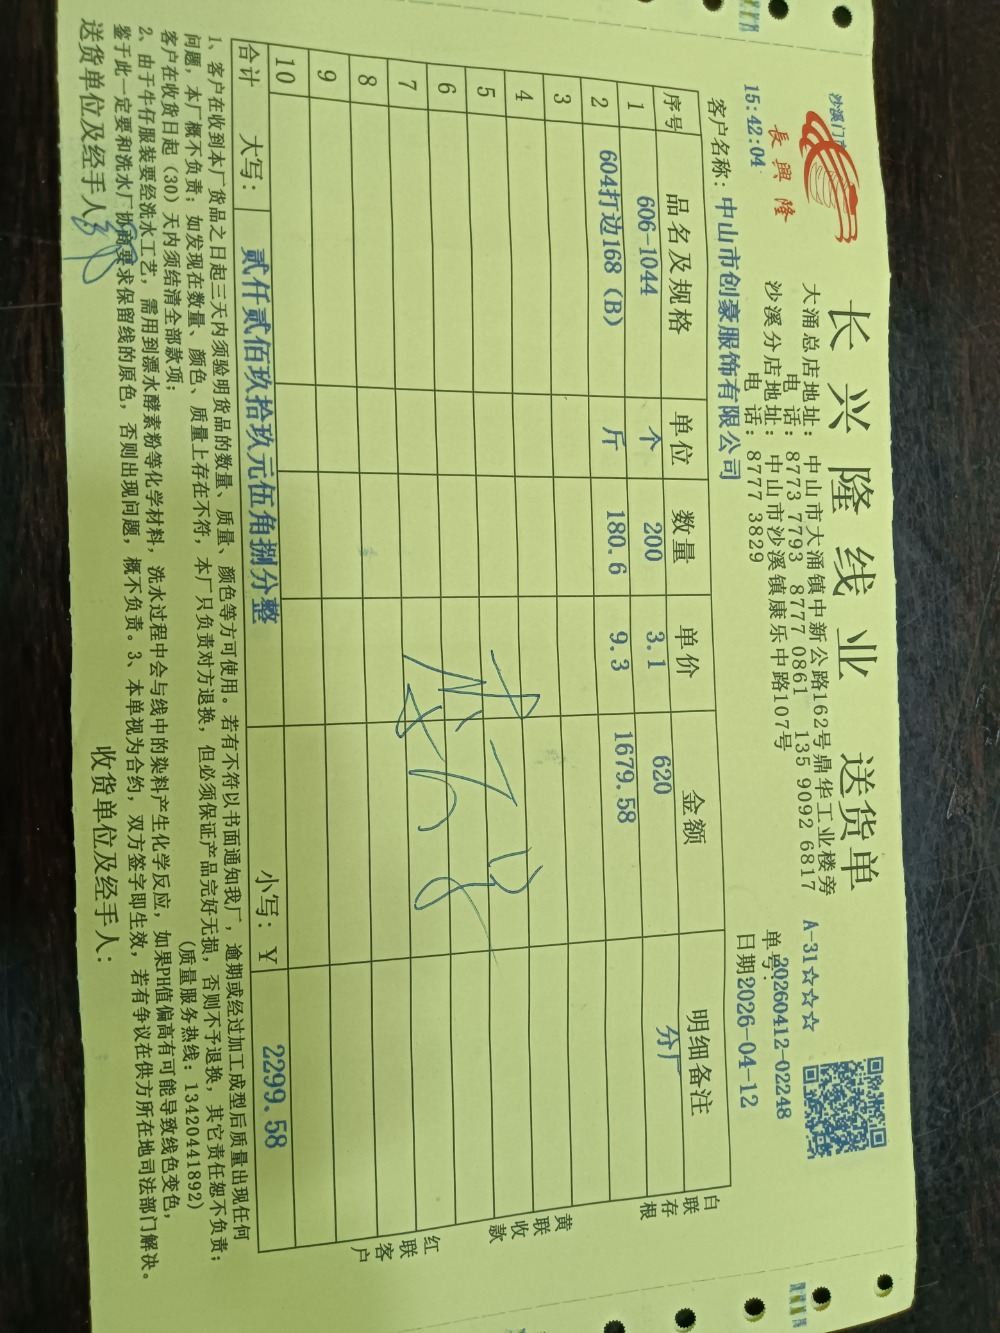 長興隆
长兴隆线业 送货单
大涌总店地址：中山市大涌镇中新公路162号鼎华工业楼旁
电 话：8773 7793 8777 0861 135 9092 6817
沙溪分店地址：中山市沙溪镇康乐中路107号
电 话：8777 3829
A-31☆☆☆
单号：20260412-02248
日期2026-04-12
沙溪门
15:42:04
客户名称：中山市创豪服饰有限公司
序号 品名及规格 单位 数量 单价 金额 明细备注
1 606-1044 个 200 3.1 620 分厂
2 604打边168（B） 斤 180.6 9.3 1679.58
3
4
5
6
7
8
9
10
合计 大写：贰仟贰佰玖拾玖元伍角捌分整 小写：￥ 2299.58
白联存根
黄联收款
红联客户
1、客户在收到本厂货品之日起三天内须验明货品的数量、质量、颜色等方可使用。若有不符以书面通知我厂，逾期或经过加工成型后质量出现任何
问题，本厂概不负责；如发现在数量、颜色、质量上存在不符，本厂只负责对方退换，但必须保证产品完好无损，否则不予退换，其它责任恕不负责；
客户在收货日起（30）天内须结清全部款项； (质量服务热线：13420441892)
2、由于牛仔服装要经洗水工艺，需用到漂水酵素粉等化学材料，洗水过程中会与线中的染料产生化学反应，如果PH值偏高有可能导致线色变色，
鉴于此一定要和洗水厂协商要求保留线的原色，否则出现问题，概不负责。3、本单视为合约，双方签字即生效，若有争议在供方所在地司法部门解决。
送货单位及经手人： 收货单位及经手人：